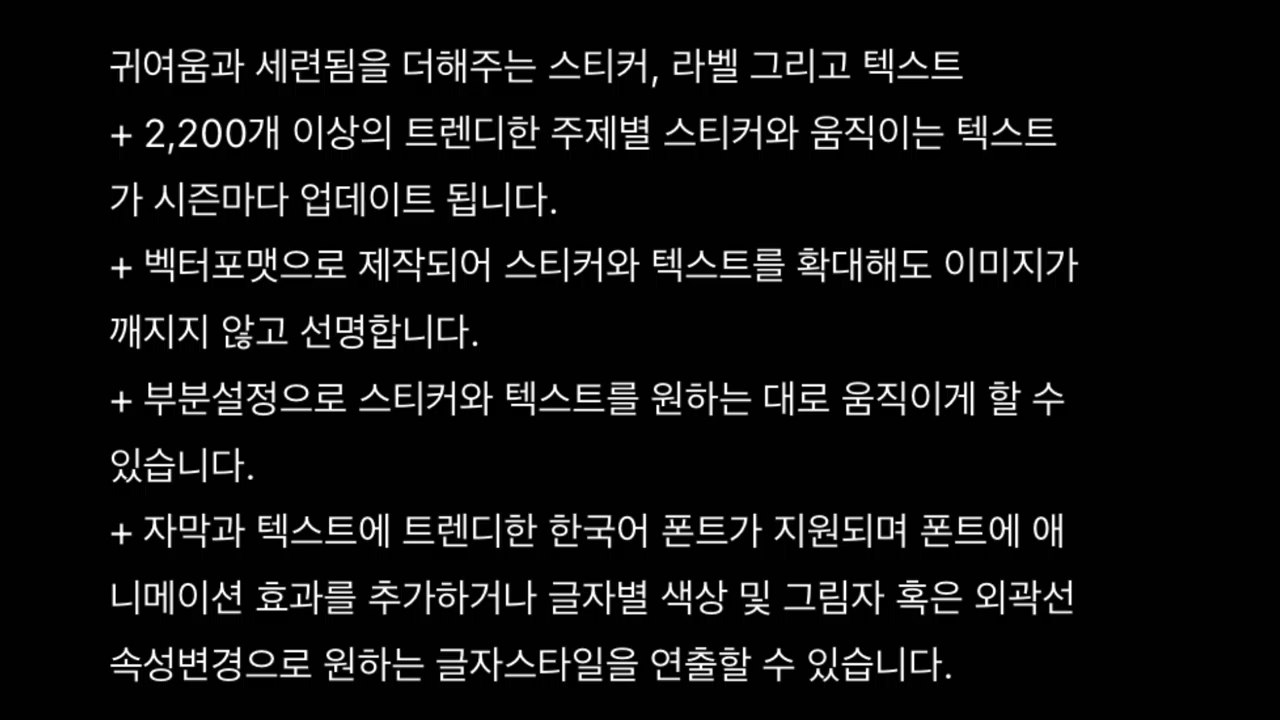 귀여움과 세련됨을 더해주는 스티커, 라벨 그리고 텍스트
+ 2,200개 이상의 트렌디한 주제별 스티커와 움직이는 텍스트
가 시즌마다 업데이트 됩니다.
+ 벡터포맷으로 제작되어 스티커와 텍스트를 확대해도 이미지가
깨지지 않고 선명합니다.
+ 부분설정으로 스티커와 텍스트를 원하는 대로 움직이게 할 수
있습니다.
+ 자막과 텍스트에 트렌디한 한국어 폰트가 지원되며 폰트에 애
니메이션 효과를 추가하거나 글자별 색상 및 그림자 혹은 외곽선
속성변경으로 원하는 글자스타일을 연출할 수 있습니다.